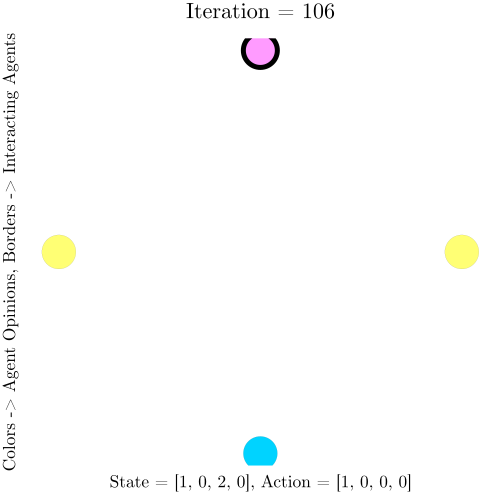 Iteration = 106
Colors -> Agent Opinions, Borders -> Interacting Agents
State = [1, 0, 2, 0], Action = [1, 0, 0, 0]